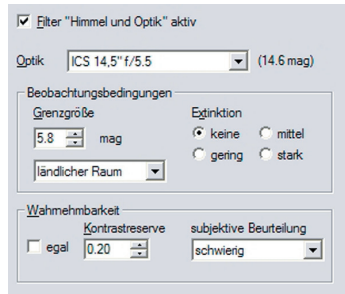 Filter "Himmel und Optik" aktiv
Optik ICS 14,5" f/5.5 (14.6 mag)
Beobachtungsbedingungen
Grenzgröße Extinktion
5.8 mag keine mittel
gering stark
ländlicher Raum
Wahrnehmbarkeit
Kontrastreserve subjektive Beurteilung
egal 0.20 schwierig